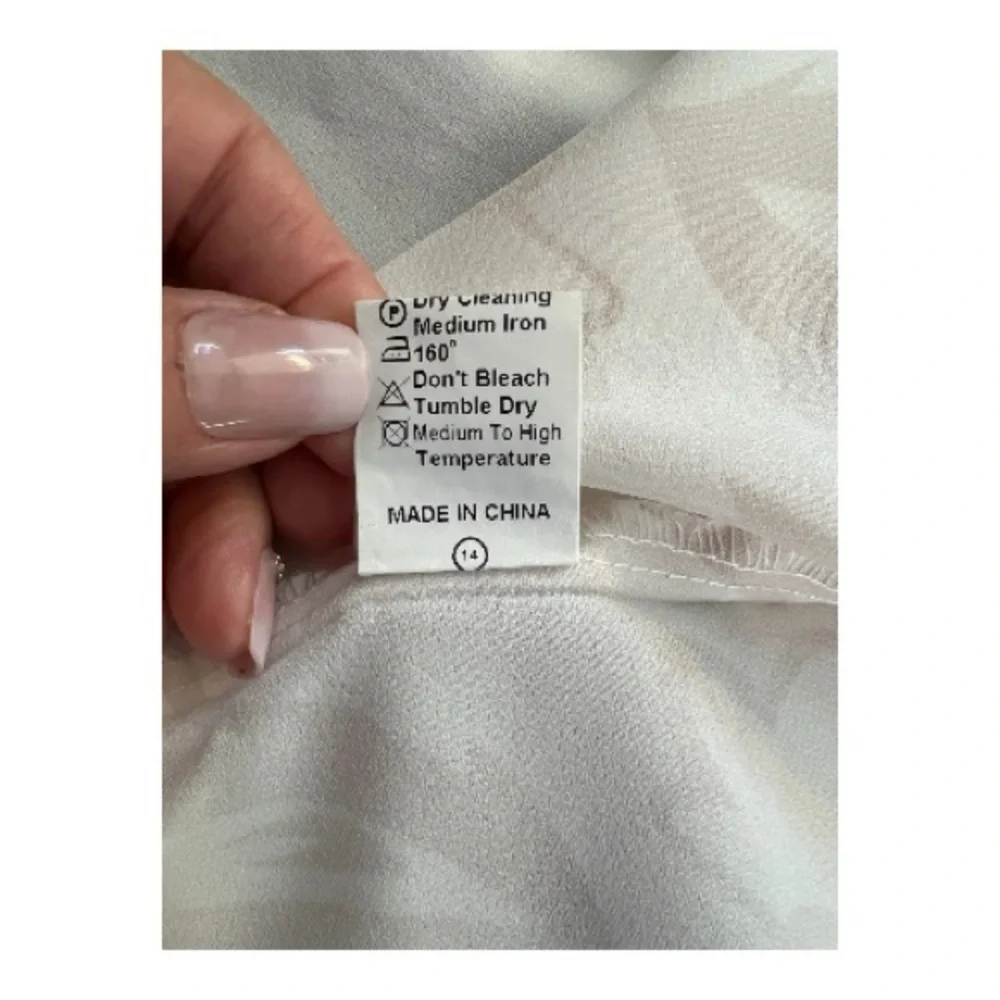 P Dry Cleaning
Medium Iron
160°
Don't Bleach
Tumble Dry
Medium To High
Temperature
MADE IN CHINA
14